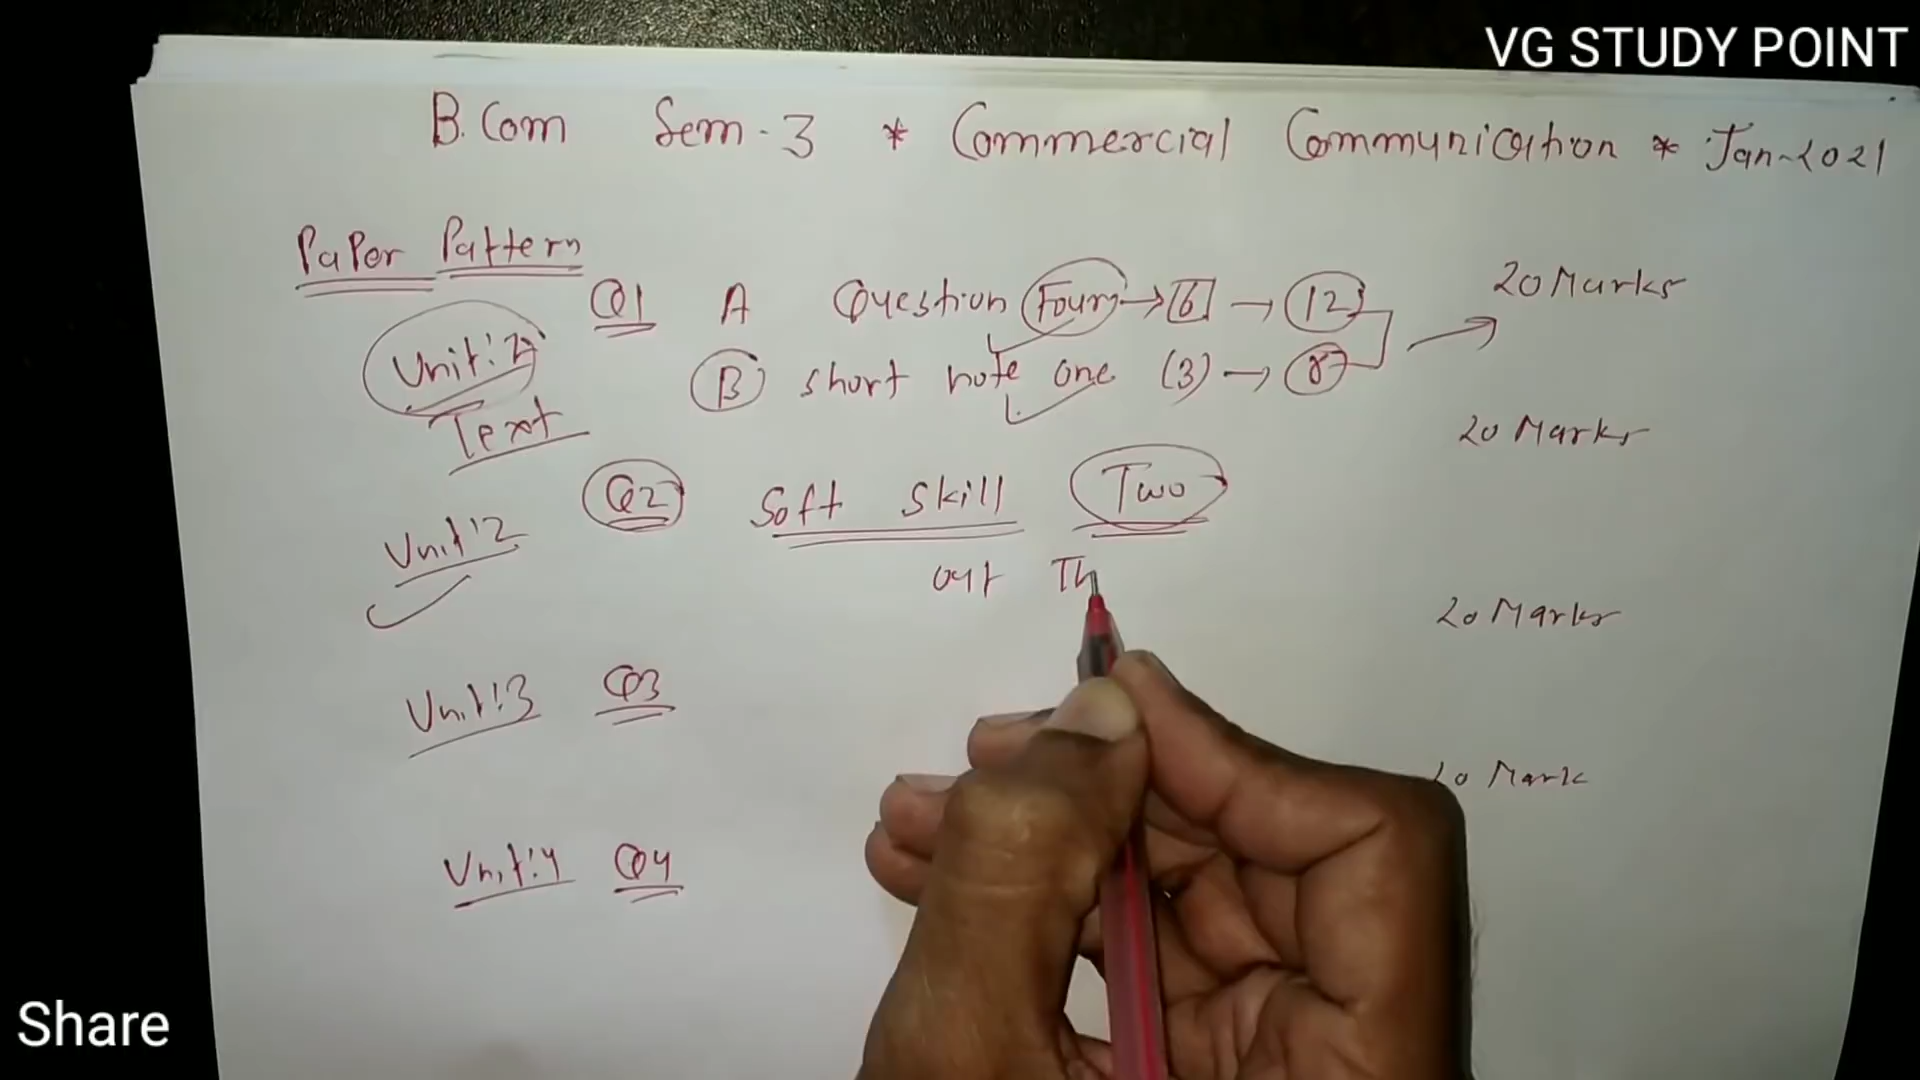 VG STUDY POINT
B.Com Sem-3 * Commercial Communication * Jan-2021
Paper Pattern
Q1 A Question Four → 6 → 12
20 Marks
Unit:
B short note one (3) → 8
Text
20 Marks
Q2 Soft Skill Two
Unit:2
out Th
20 Marks
Unit:3 Q3
20 Mark
Unit:4 Q4
Share